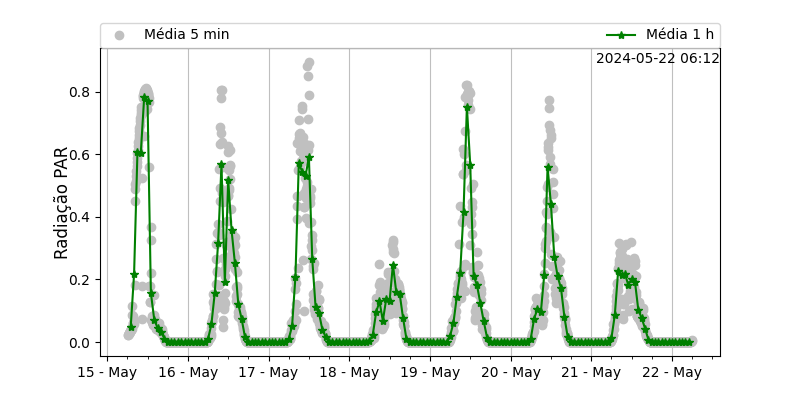 Média 5 min
Média 1 h
2024-05-22 06:12
Radiação PAR
0.8
0.6
0.4
0.2
0.0
15 - May
16 - May
17 - May
18 - May
19 - May
20 - May
21 - May
22 - May